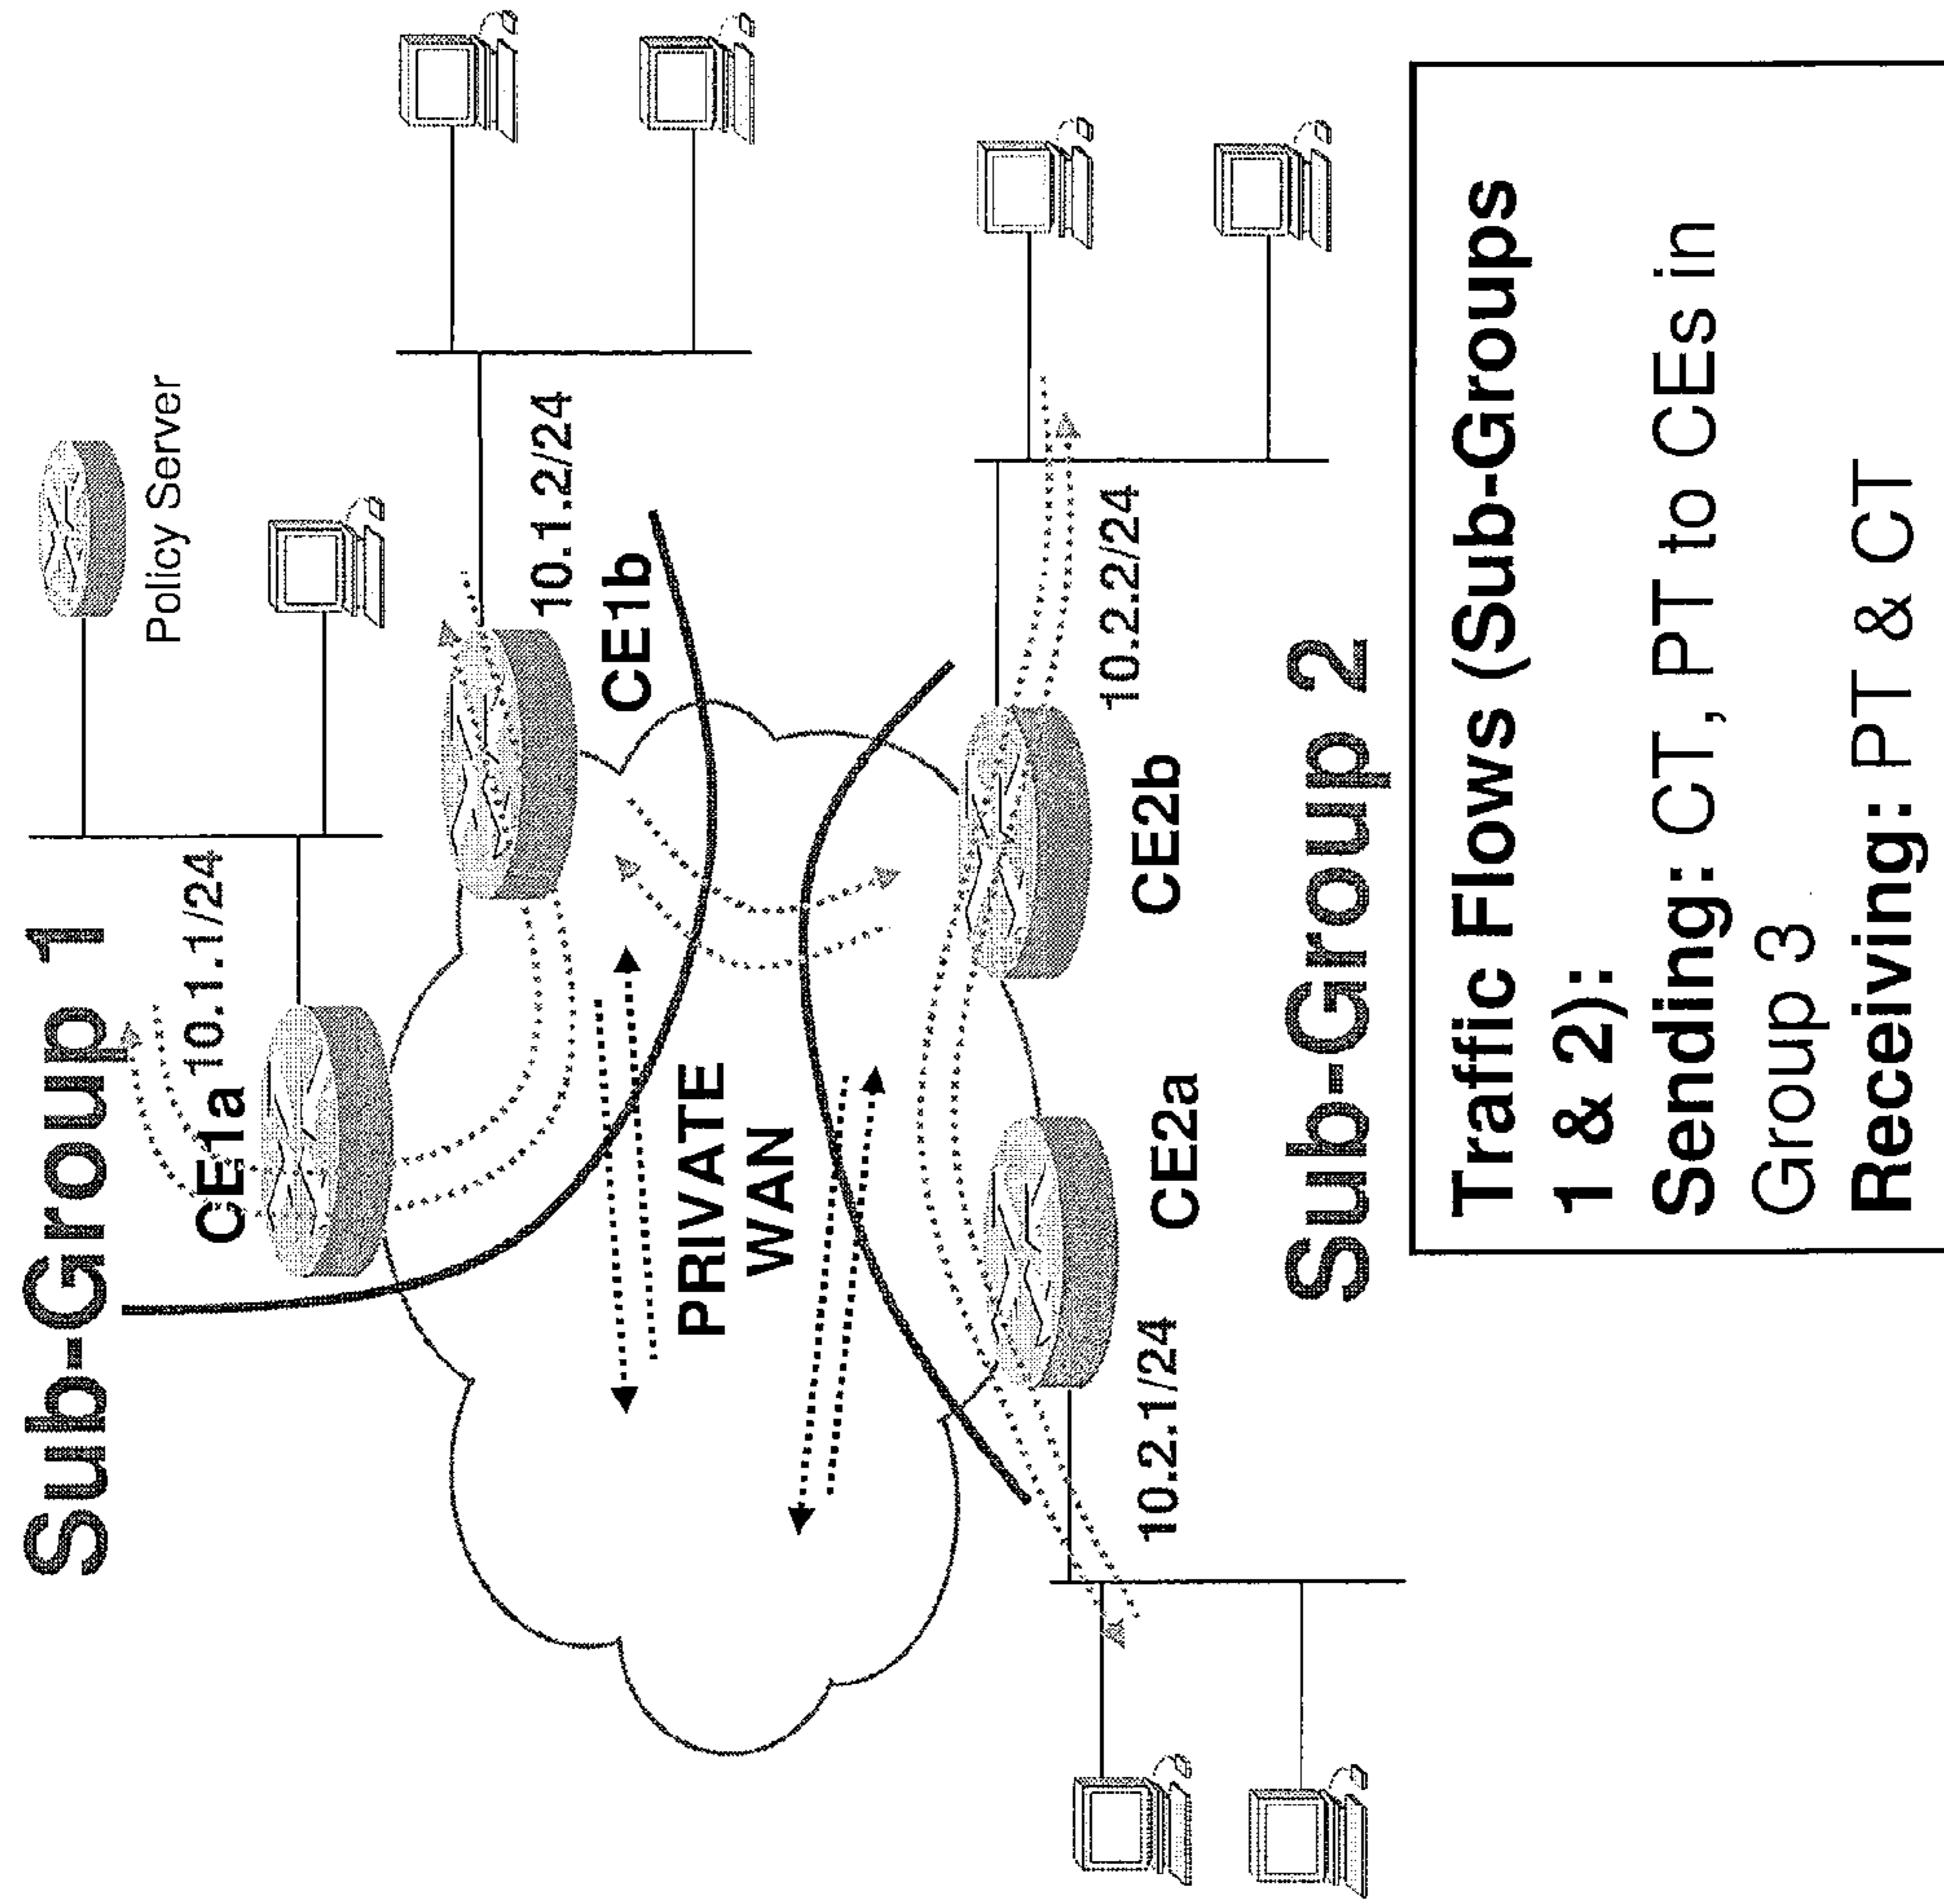 Sub-Group 1
Policy Server
CE1a
10.1.1/24
10.1.2/24
CE1b
PRIVATE
WAN
10.2.1/24
CE2a
CE2b
10.2.2/24
Sub-Group 2
Traffic Flows (Sub-Groups
1 & 2):
Sending: CT, PT to CEs in
Group 3
Receiving: PT & CT